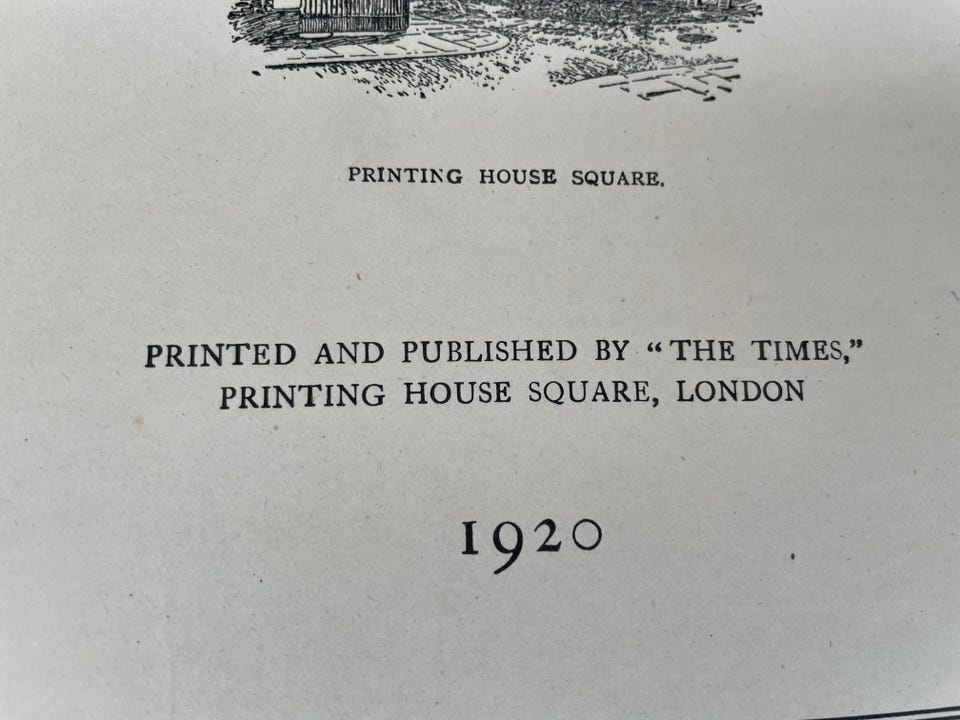 PRINTING HOUSE SQUARE.
PRINTED AND PUBLISHED BY “THE TIMES,”
PRINTING HOUSE SQUARE, LONDON
1920